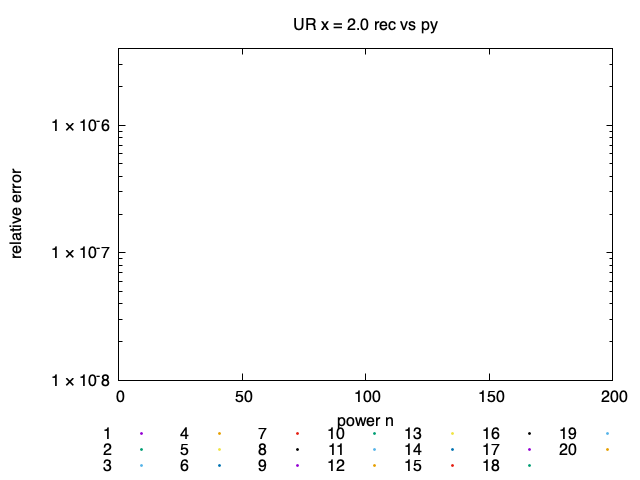 UR x = 2.0 rec vs py
1 × 10⁻⁶
1 × 10⁻⁷
1 × 10⁻⁸
relative error
0 50 100 150 200
power n
1 4 7 10 13 16 19
2 5 8 11 14 17 20
3 6 9 12 15 18